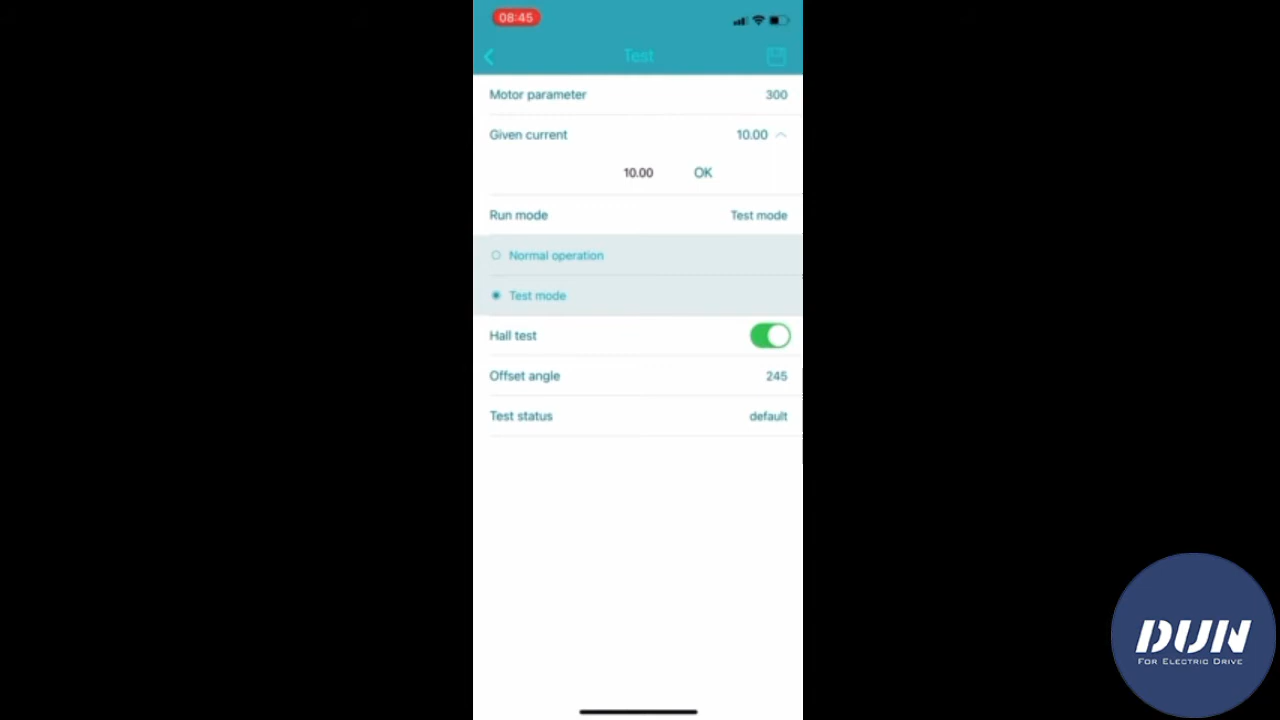 08:45
Test
Motor parameter 300
Given current 10.00
10.00 OK
Run mode Test mode
Normal operation
Test mode
Hall test
Offset angle 245
Test status default
DUN
FOR ELECTRIC DRIVE